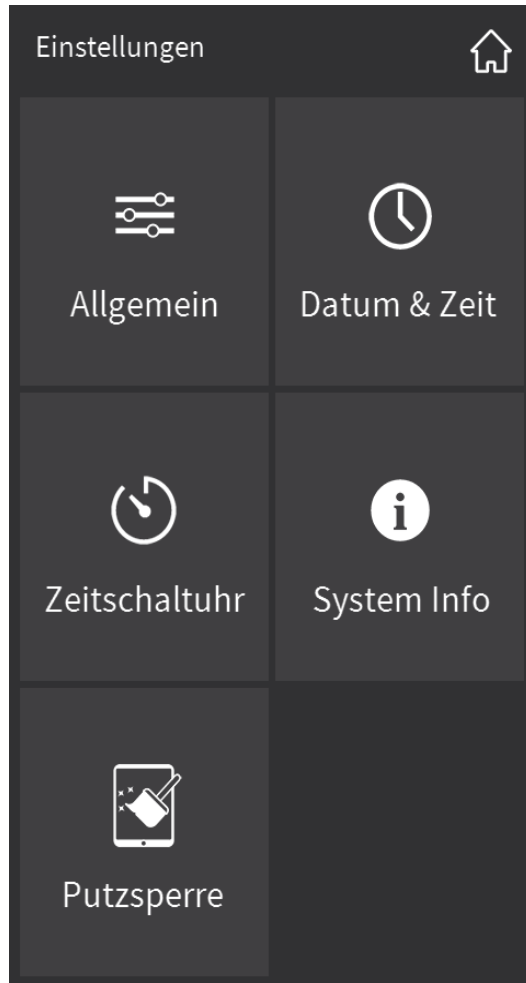 Einstellungen
Allgemein
Datum & Zeit
Zeitschaltuhr
System Info
Putzsperre